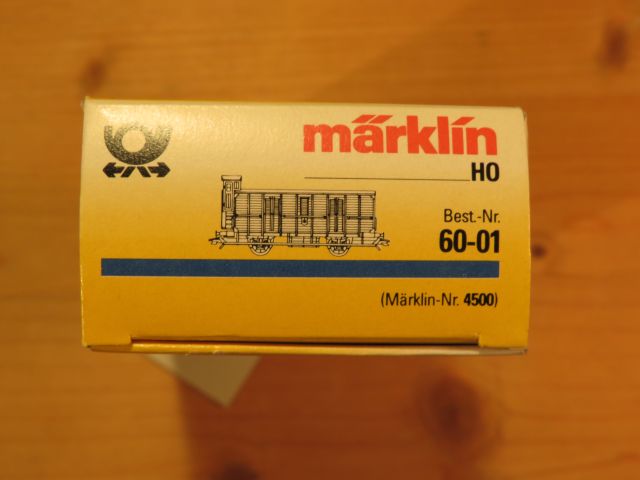 märklin
HO
Best.-Nr.
60-01
(Märklin-Nr. 4500)